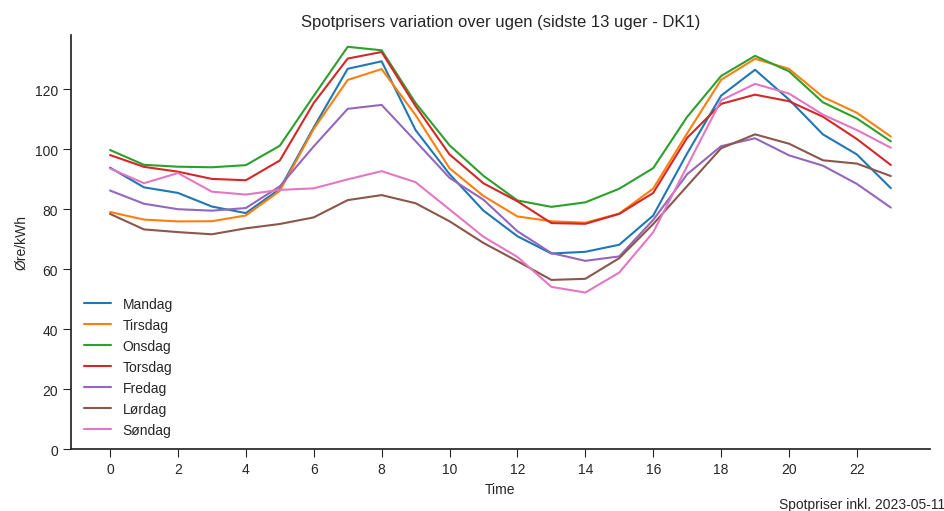 Spotprisers variation over ugen (sidste 13 uger - DK1)
Øre/kWh
120
100
80
60
40
20
0
Mandag
Tirsdag
Onsdag
Torsdag
Fredag
Lørdag
Søndag
0 2 4 6 8 10 12 14 16 18 20 22
Time
Spotpriser inkl. 2023-05-11